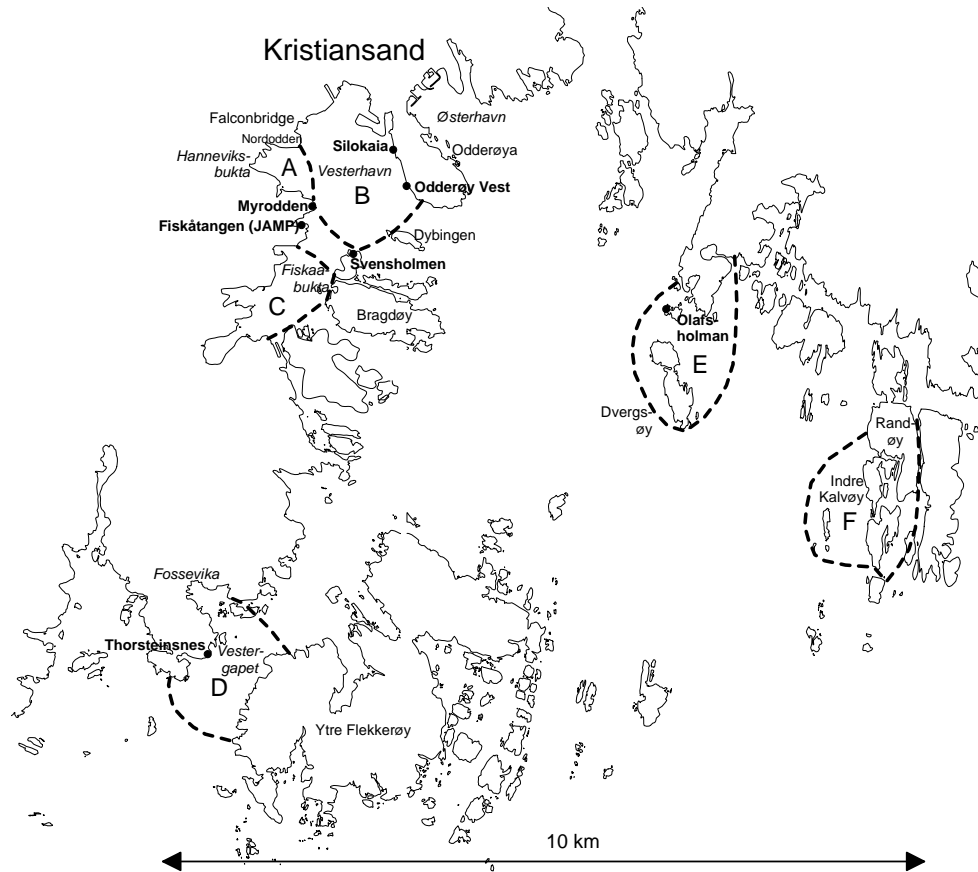 Kristiansand
Falconbridge
Østerhavn
Nordodden
Silokaia
Odderøya
Hanneviks-
bukta
A
Vesterhavn
B
Odderøy Vest
Myrodden
Fiskåtangen (JAMP)
Dybingen
Svensholmen
Fiskaa-
bukta
C
Bragdøy
Olafs-
holman
E
Dvergs-
øy
Rand-
øy
Indre
Kalvøy
F
Fossevika
Thorsteinsnes
Vester-
gapet
D
Ytre Flekkerøy
10 km